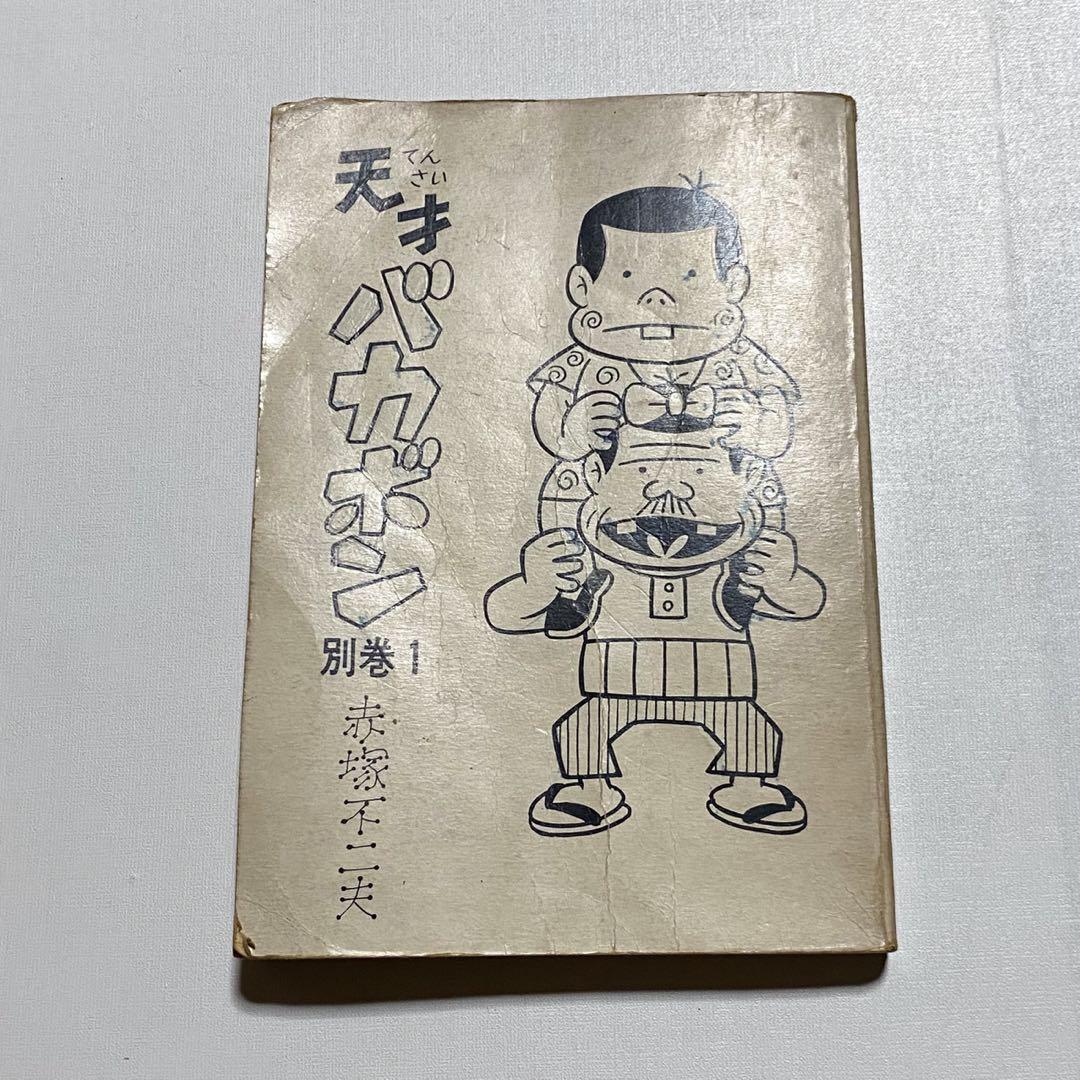 天才
てんさい
バカボン
別巻1
赤塚不二夫